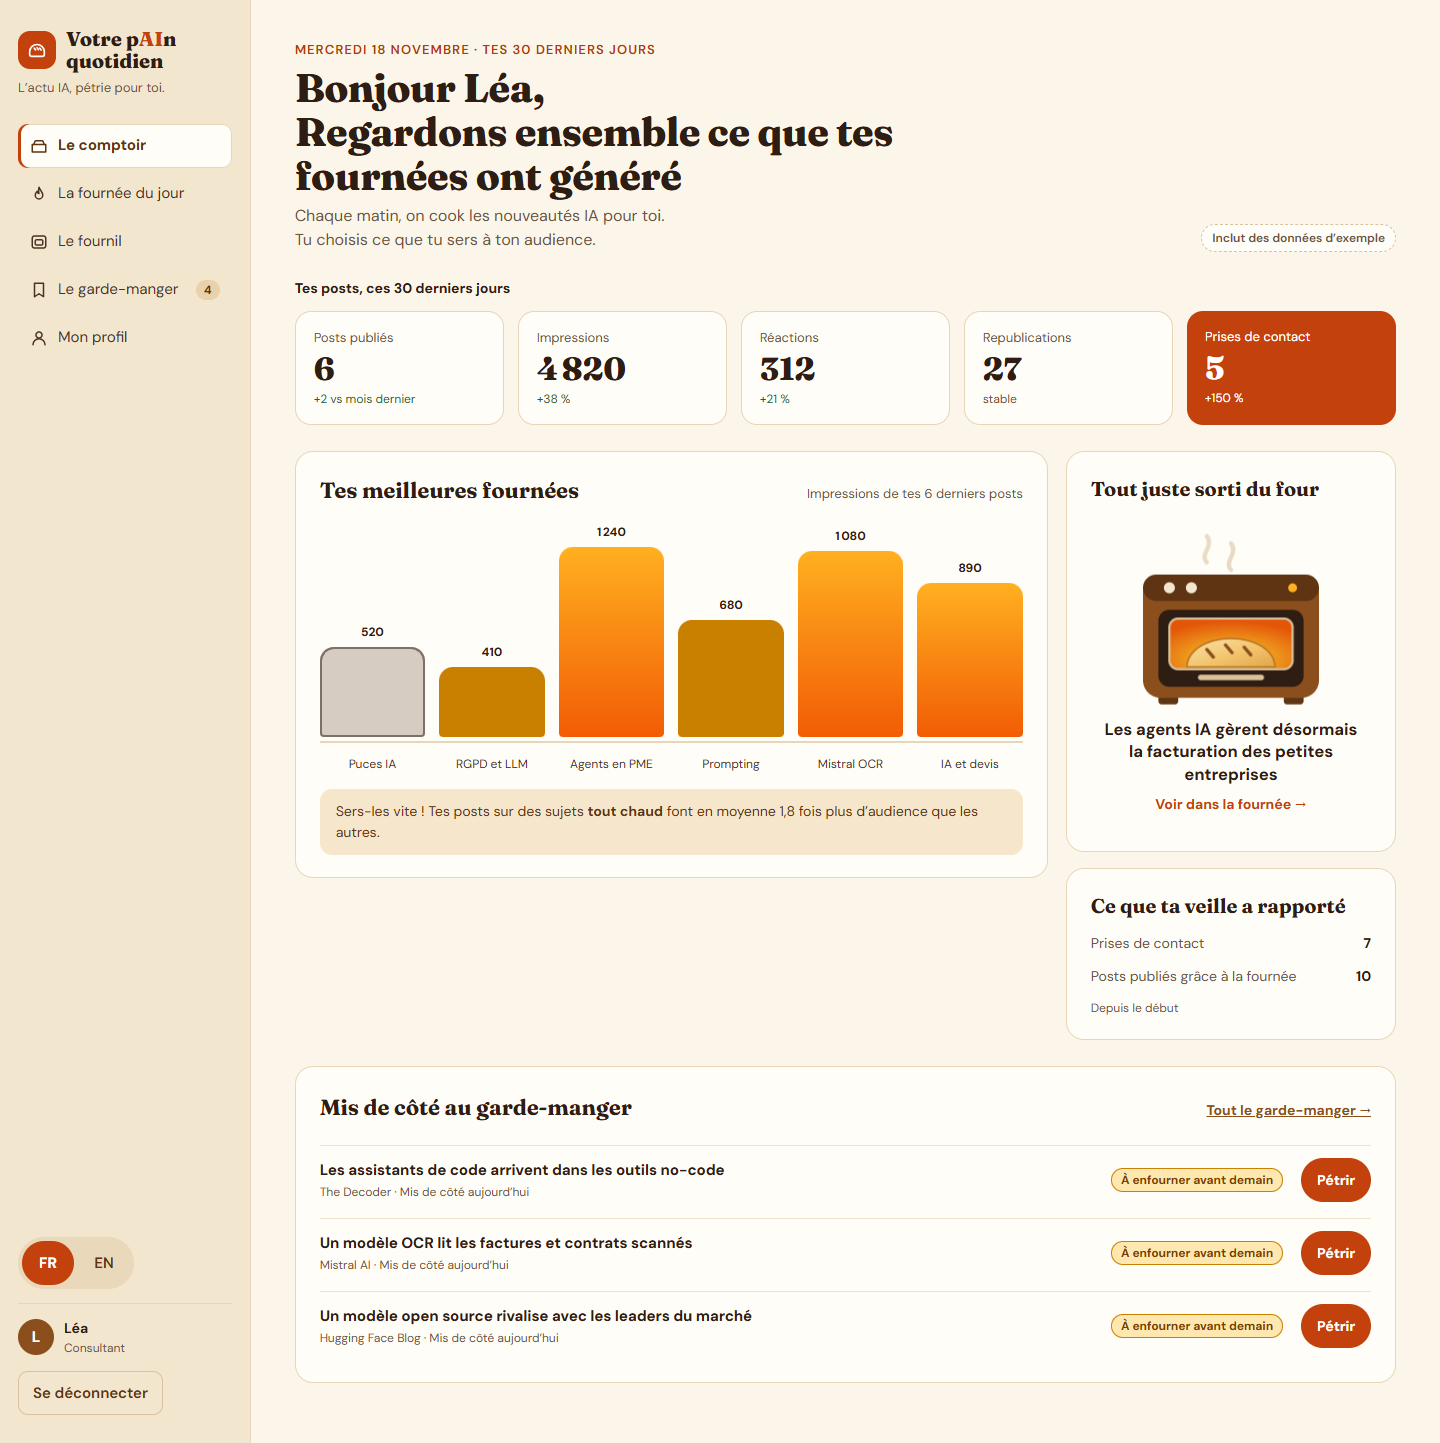 Votre pAIn
quotidien
L'actu IA, pétrie pour toi.
Le comptoir
La fournée du jour
Le fournil
Le garde-manger 4
Mon profil
FR EN
L
Léa
Consultant
Se déconnecter
MERCREDI 18 NOVEMBRE · TES 30 DERNIERS JOURS
Bonjour Léa,
Regardons ensemble ce que tes
fournées ont généré
Chaque matin, on cook les nouveautés IA pour toi.
Tu choisis ce que tu sers à ton audience.
Inclut des données d'exemple
Tes posts, ces 30 derniers jours
Posts publiés
6
+2 vs mois dernier
Impressions
4 820
+38 %
Réactions
312
+21 %
Republications
27
stable
Prises de contact
5
+150 %
Tes meilleures fournées
Impressions de tes 6 derniers posts
520
410
1 240
680
1 080
890
Puces IA
RGPD et LLM
Agents en PME
Prompting
Mistral OCR
IA et devis
Sers-les vite ! Tes posts sur des sujets tout chaud font en moyenne 1,8 fois plus d'audience que les
autres.
Tout juste sorti du four
Les agents IA gèrent désormais
la facturation des petites
entreprises
Voir dans la fournée →
Ce que ta veille a rapporté
Prises de contact 7
Posts publiés grâce à la fournée 10
Depuis le début
Mis de côté au garde-manger
Tout le garde-manger →
Les assistants de code arrivent dans les outils no-code
The Decoder · Mis de côté aujourd'hui
À enfourner avant demain
Pétrir
Un modèle OCR lit les factures et contrats scannés
Mistral AI · Mis de côté aujourd'hui
À enfourner avant demain
Pétrir
Un modèle open source rivalise avec les leaders du marché
Hugging Face Blog · Mis de côté aujourd'hui
À enfourner avant demain
Pétrir